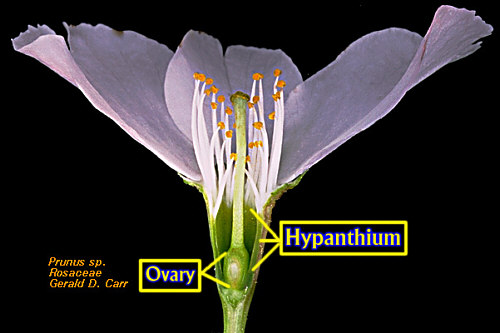 Hypanthium
Ovary
Prunus sp.
Rosaceae
Gerald D. Carr